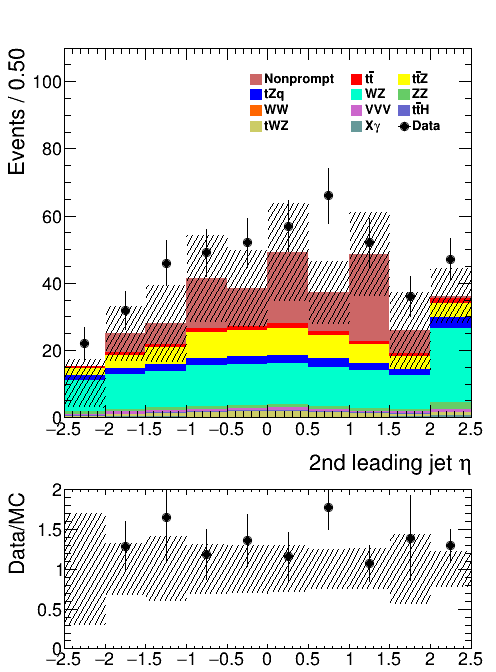 Events / 0.50
100
80
60
40
20
0
Nonprompt tt̄ tt̄Z
tZq WZ ZZ
WW VVV tt̄H
tWZ Xγ Data
−2.5 −2 −1.5 −1 −0.5 0 0.5 1 1.5 2 2.5
2nd leading jet η
Data/MC
2
1.5
1
0.5
0
−2.5 −2 −1.5 −1 −0.5 0 0.5 1 1.5 2 2.5